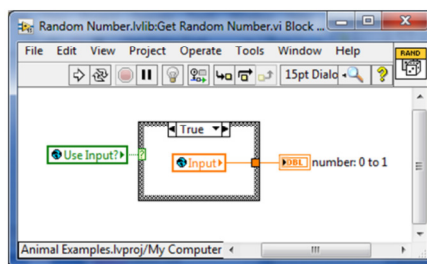 Random Number.lvlib:Get Random Number.vi Block ...
File Edit View Project Operate Tools Window Help
RAND
15pt Dialo
?
True
Use Input?
?
Input
DBL number: 0 to 1
Animal Examples.lvproj/My Computer